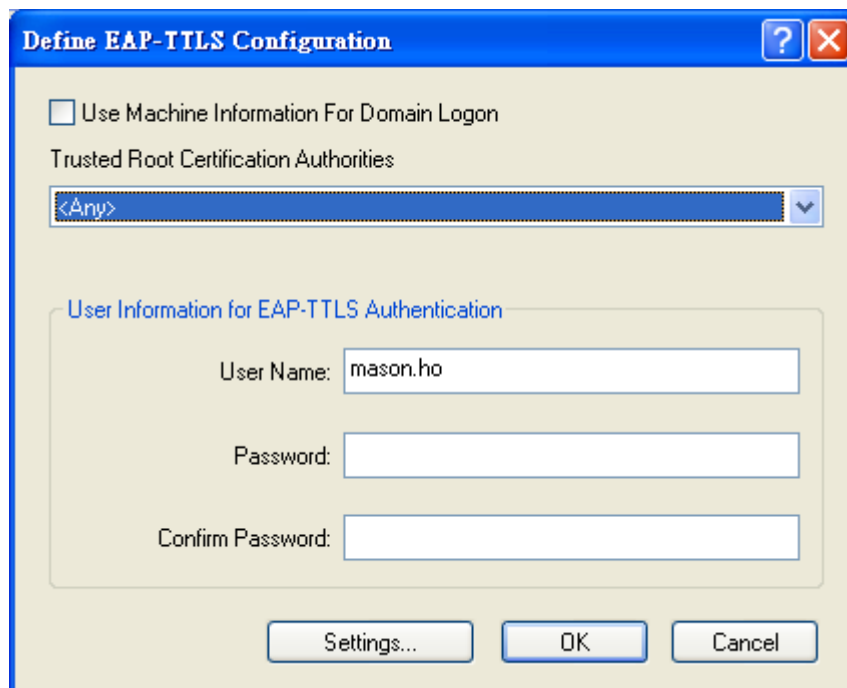 Define EAP-TTLS Configuration
Use Machine Information For Domain Logon
Trusted Root Certification Authorities
<Any>
User Information for EAP-TTLS Authentication
User Name: mason.ho
Password:
Confirm Password:
Settings... OK Cancel